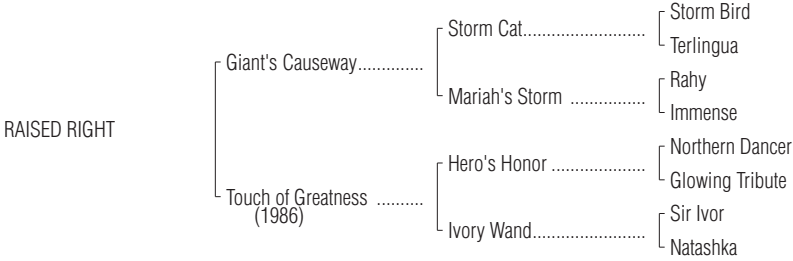 Storm Bird
Storm Cat..........................
Terlingua
Giant's Causeway..............
Rahy
Mariah's Storm ................
Immense
RAISED RIGHT
Northern Dancer
Hero's Honor ....................
Glowing Tribute
Touch of Greatness ..........
(1986)
Sir Ivor
Ivory Wand........................
Natashka